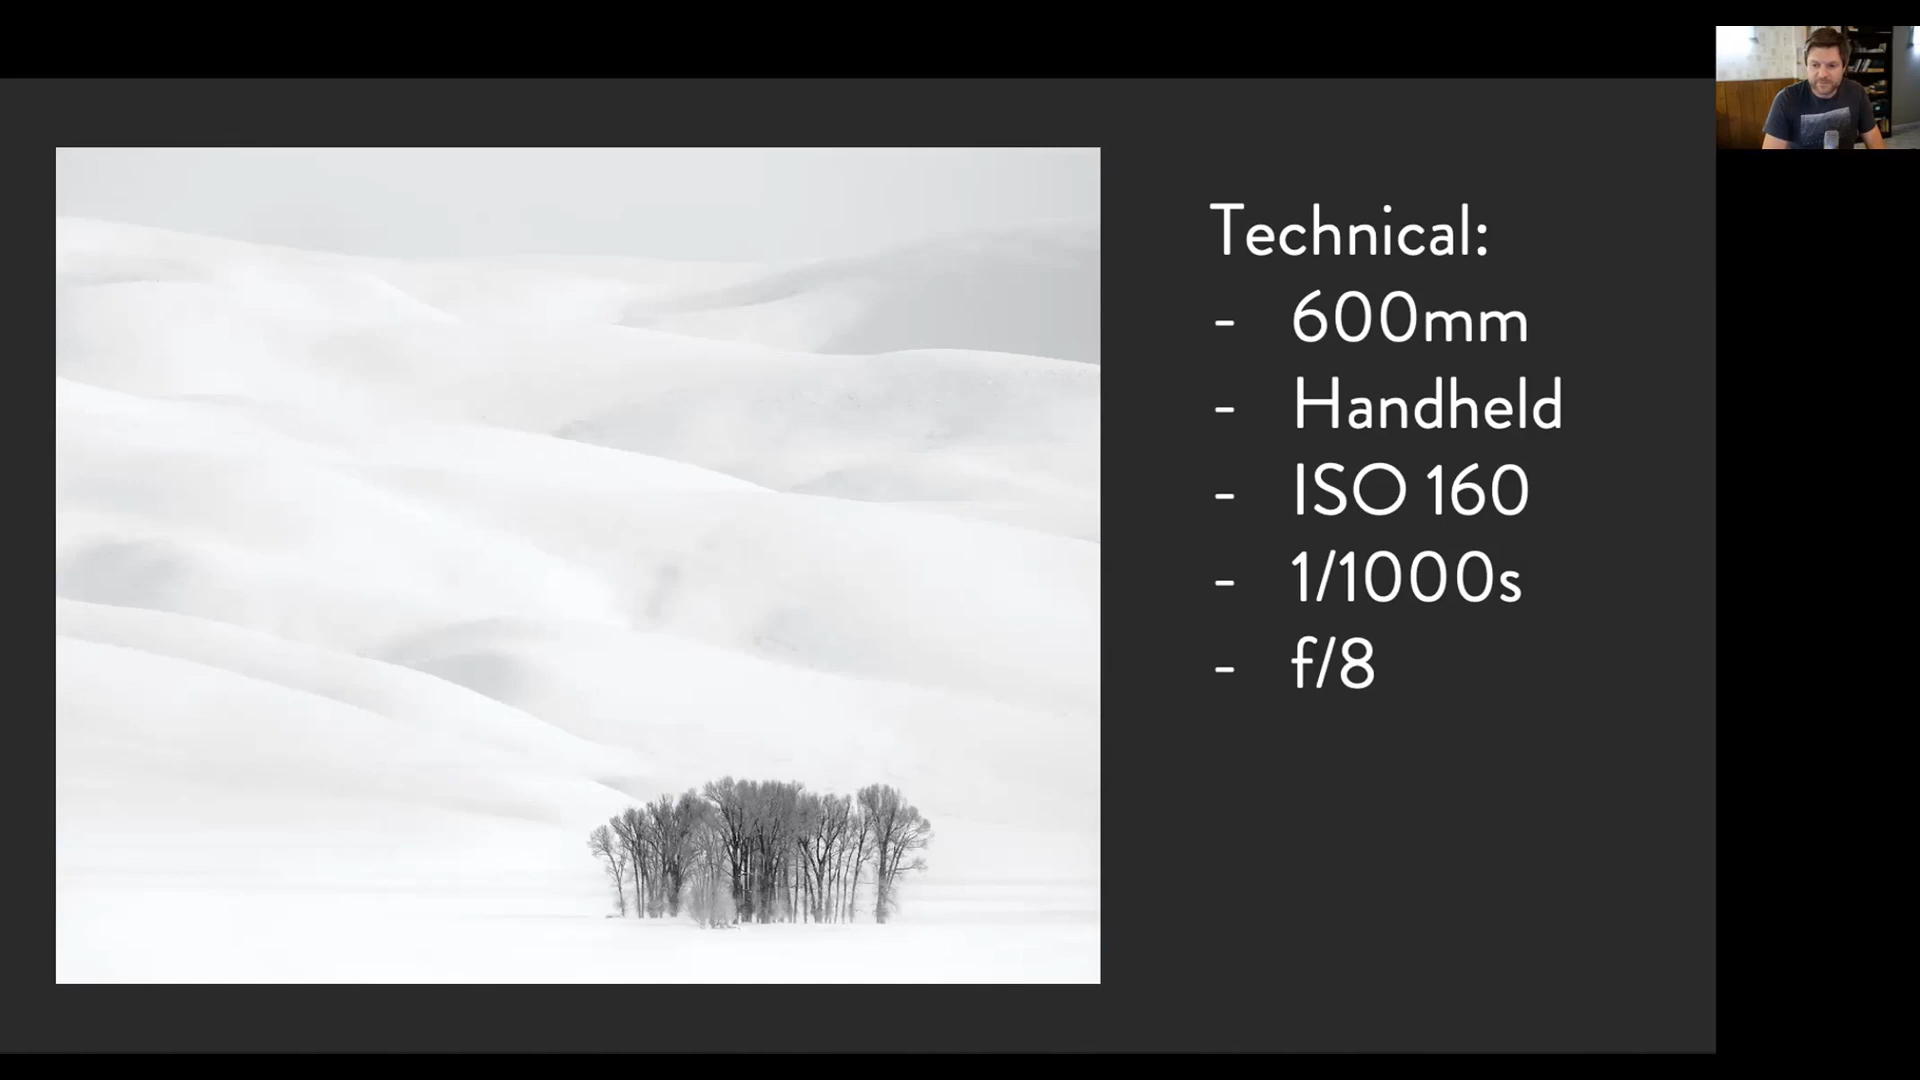 Technical:
- 600mm
- Handheld
- ISO 160
- 1/1000s
- f/8